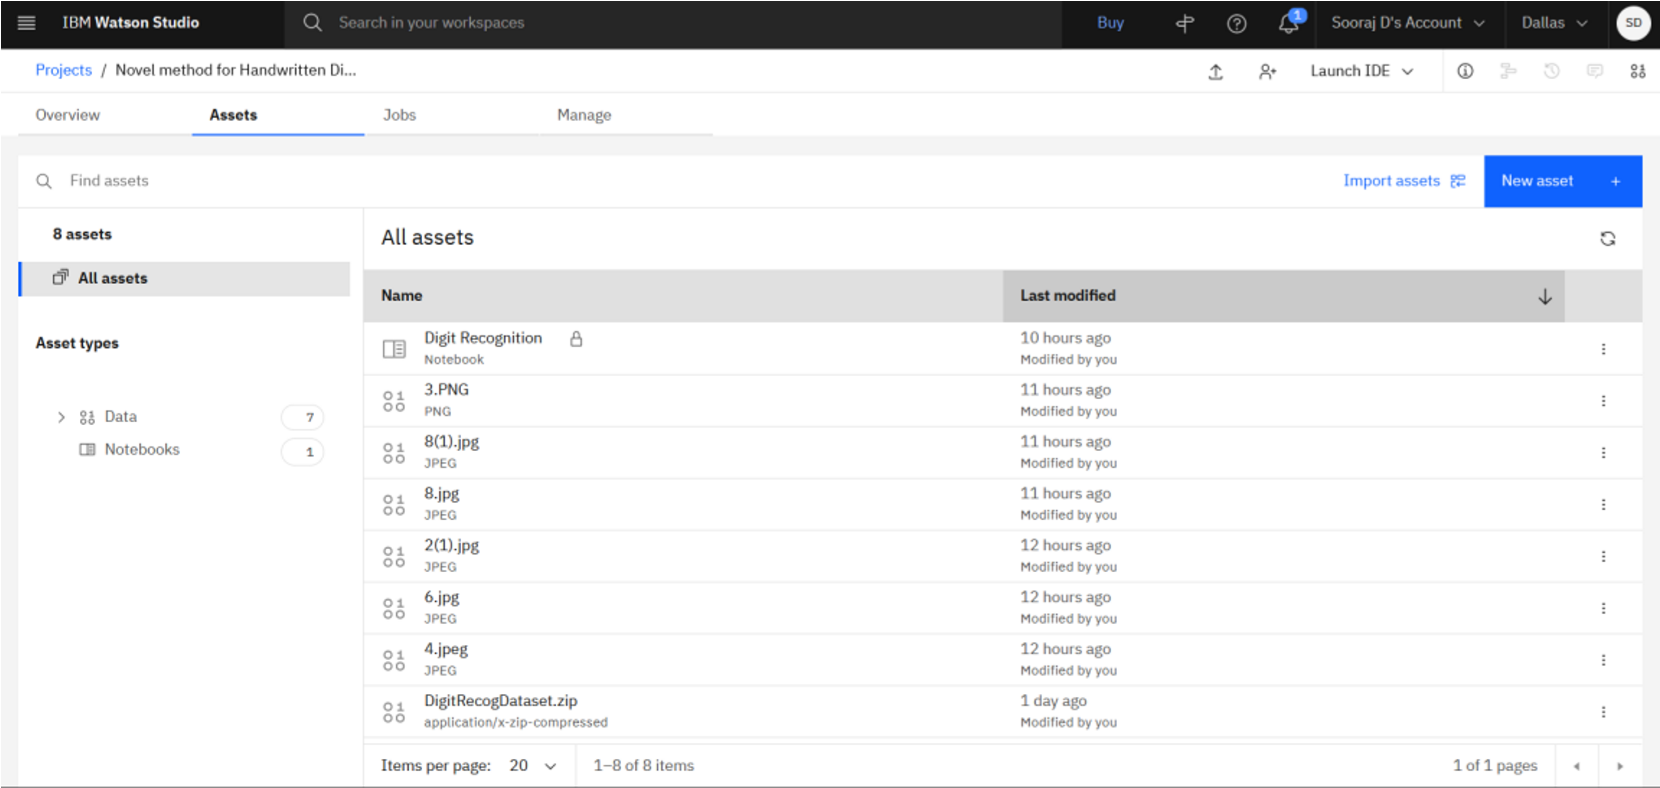 IBM Watson Studio
Search in your workspaces
Buy
1
Sooraj D's Account
Dallas
SD
Projects / Novel method for Handwritten Di...
Launch IDE
Overview
Assets
Jobs
Manage
Find assets
Import assets
New asset +
8 assets
All assets
Asset types
Data 7
Notebooks 1
All assets
Name
Last modified
Digit Recognition
Notebook
10 hours ago
Modified by you
3.PNG
PNG
11 hours ago
Modified by you
8(1).jpg
JPEG
11 hours ago
Modified by you
8.jpg
JPEG
11 hours ago
Modified by you
2(1).jpg
JPEG
12 hours ago
Modified by you
6.jpg
JPEG
12 hours ago
Modified by you
4.jpeg
JPEG
12 hours ago
Modified by you
DigitRecogDataset.zip
application/x-zip-compressed
1 day ago
Modified by you
Items per page: 20
1–8 of 8 items
1 of 1 pages